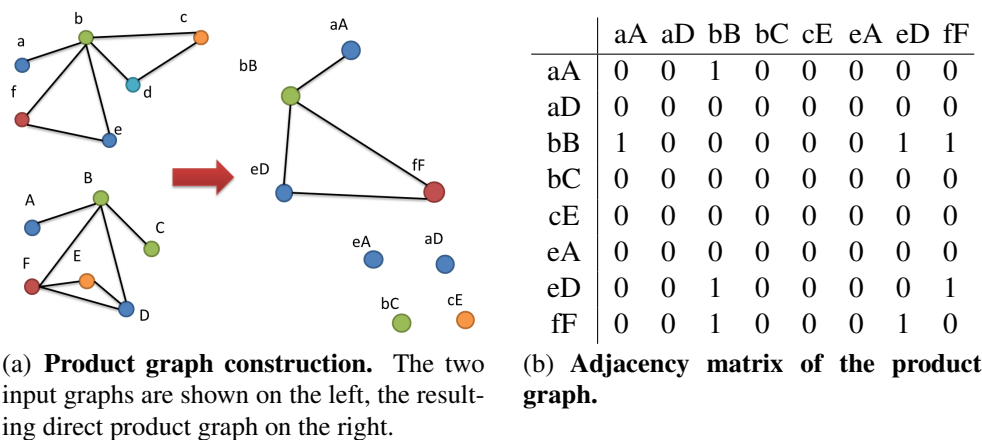 b
c
a
d
f
e
B
A
C
F
E
D
aA
bB
eD
fF
eA
aD
bC
cE
(a) Product graph construction. The two
input graphs are shown on the left, the result-
ing direct product graph on the right.
aA aD bB bC cE eA eD fF
aA 0 0 1 0 0 0 0 0
aD 0 0 0 0 0 0 0 0
bB 1 0 0 0 0 0 1 1
bC 0 0 0 0 0 0 0 0
cE 0 0 0 0 0 0 0 0
eA 0 0 0 0 0 0 0 0
eD 0 0 1 0 0 0 0 1
fF 0 0 1 0 0 0 1 0
(b) Adjacency matrix of the product
graph.